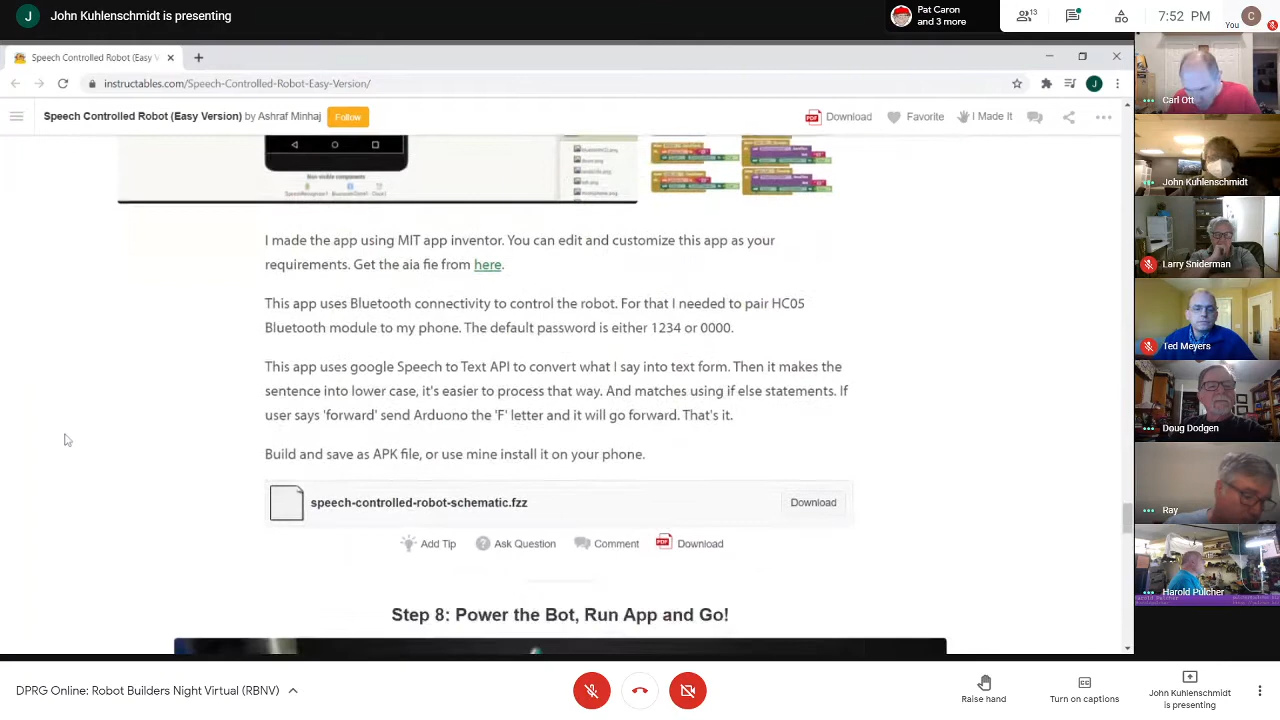 J John Kuhlenschmidt is presenting
Pat Caron
and 3 more
13
7:52 PM
You
C
Speech Controlled Robot (Easy V
instructables.com/Speech-Controlled-Robot-Easy-Version/
J
Speech Controlled Robot (Easy Version) by Ashraf Minhaj
Follow
PDF Download
Favorite
I Made It
I made the app using MIT app inventor. You can edit and customize this app as your
requirements. Get the aia fie from here.
This app uses Bluetooth connectivity to control the robot. For that I needed to pair HC05
Bluetooth module to my phone. The default password is either 1234 or 0000.
This app uses google Speech to Text API to convert what I say into text form. Then it makes the
sentence into lower case, it's easier to process that way. And matches using if else statements. If
user says 'forward' send Arduono the 'F' letter and it will go forward. That's it.
Build and save as APK file, or use mine install it on your phone.
speech-controlled-robot-schematic.fzz
Download
Add Tip
Ask Question
Comment
PDF Download
Step 8: Power the Bot, Run App and Go!
Carl Ott
John Kuhlenschmidt
Larry Sniderman
Ted Meyers
Doug Dodgen
Ray
Harold Pulcher
DPRG Online: Robot Builders Night Virtual (RBNV)
Raise hand
CC
Turn on captions
John Kuhlenschmidt
is presenting